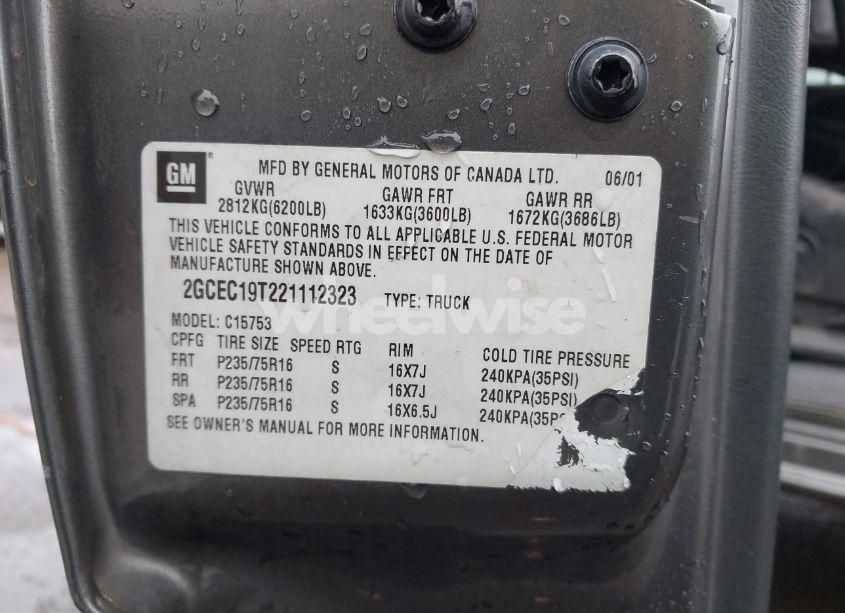 GM
MFD BY GENERAL MOTORS OF CANADA LTD. 06/01
GVWR GAWR FRT GAWR RR
2812KG(6200LB) 1633KG(3600LB) 1672KG(3686LB)
THIS VEHICLE CONFORMS TO ALL APPLICABLE U.S. FEDERAL MOTOR
VEHICLE SAFETY STANDARDS IN EFFECT ON THE DATE OF
MANUFACTURE SHOWN ABOVE.
2GCEC19T221112323 TYPE: TRUCK
wheelwise
MODEL: C15753
CPFG TIRE SIZE SPEED RTG RIM COLD TIRE PRESSURE
FRT P235/75R16 S 16X7J 240KPA(35PSI)
RR P235/75R16 S 16X7J 240KPA(35PSI)
SPA P235/75R16 S 16X6.5J 240KPA(35PS
SEE OWNER'S MANUAL FOR MORE INFORMATION.